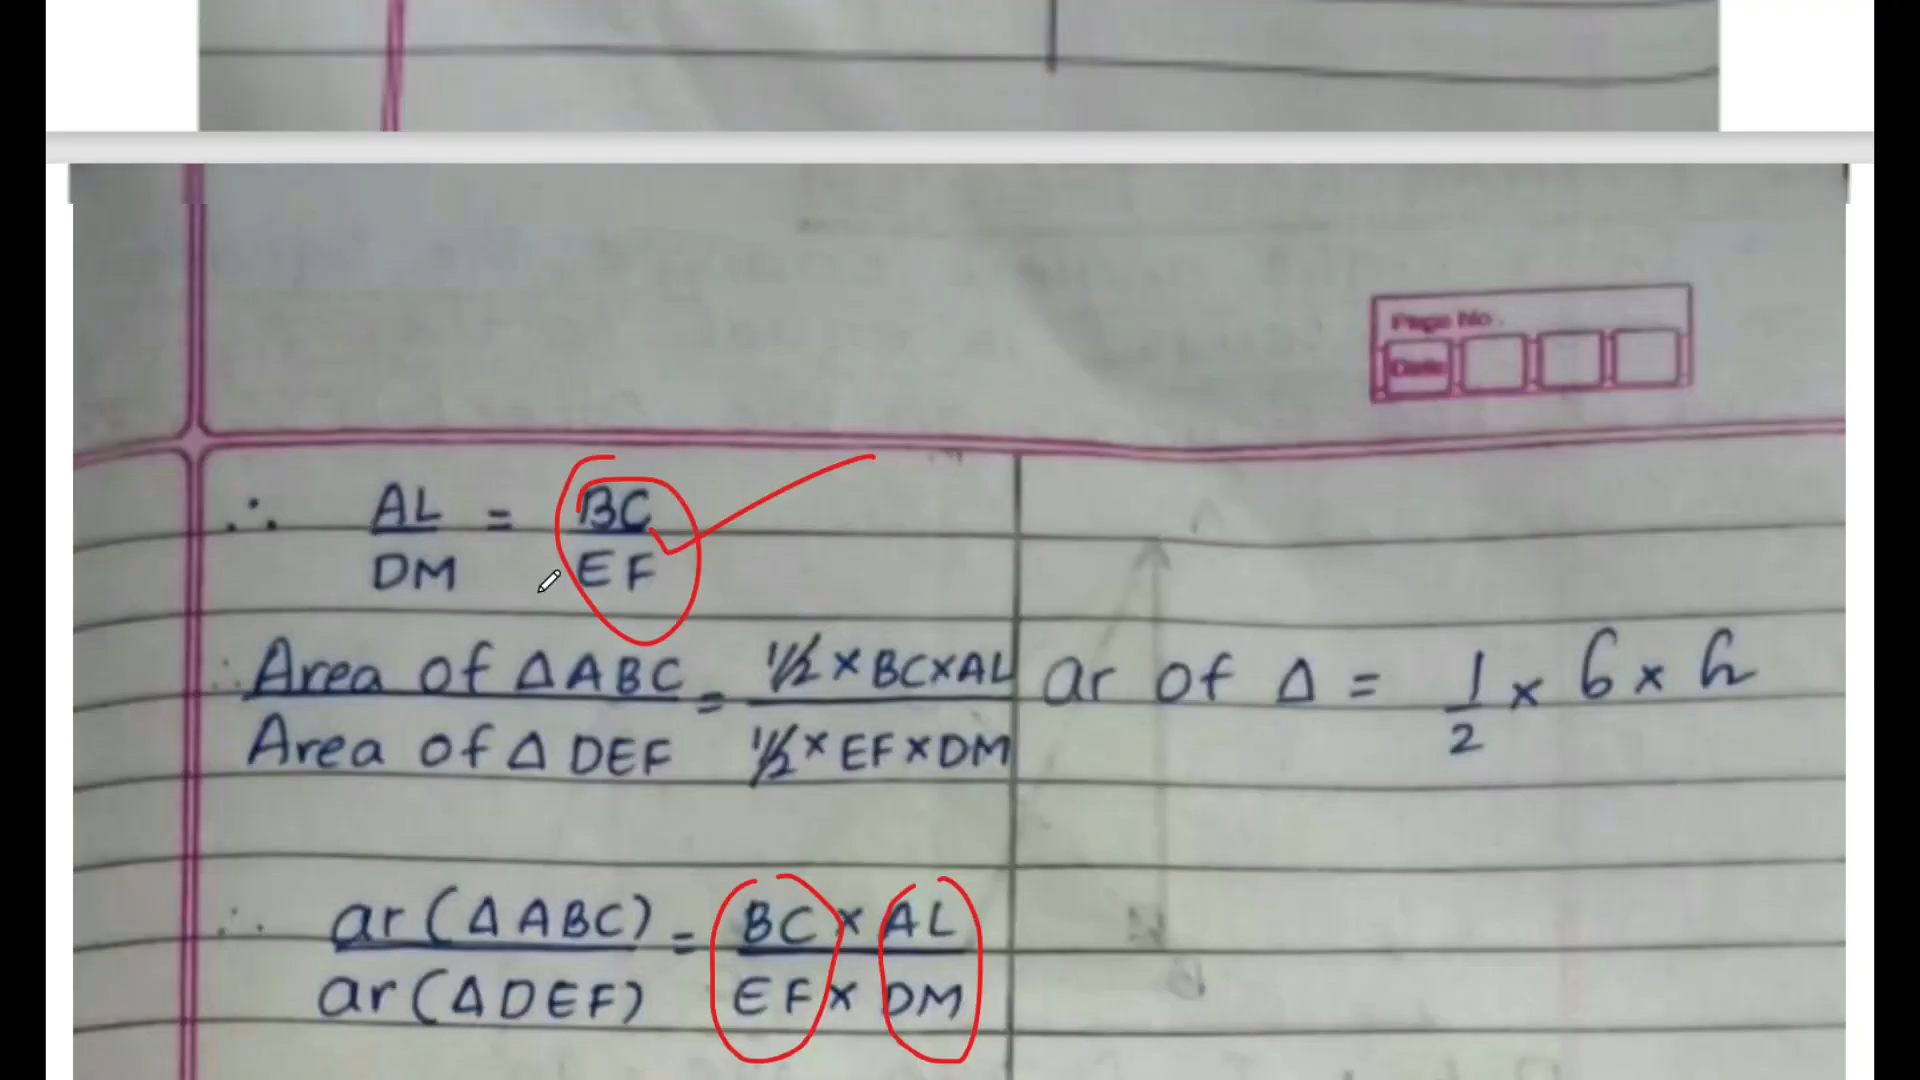 Page No.
Date
∴ AL/DM = BC/EF
∴ Area of ΔABC / Area of ΔDEF = 1/2 × BC × AL / 1/2 × EF × DM
ar of Δ = 1/2 × b × h
∴ ar(ΔABC) / ar(ΔDEF) = BC × AL / EF × DM